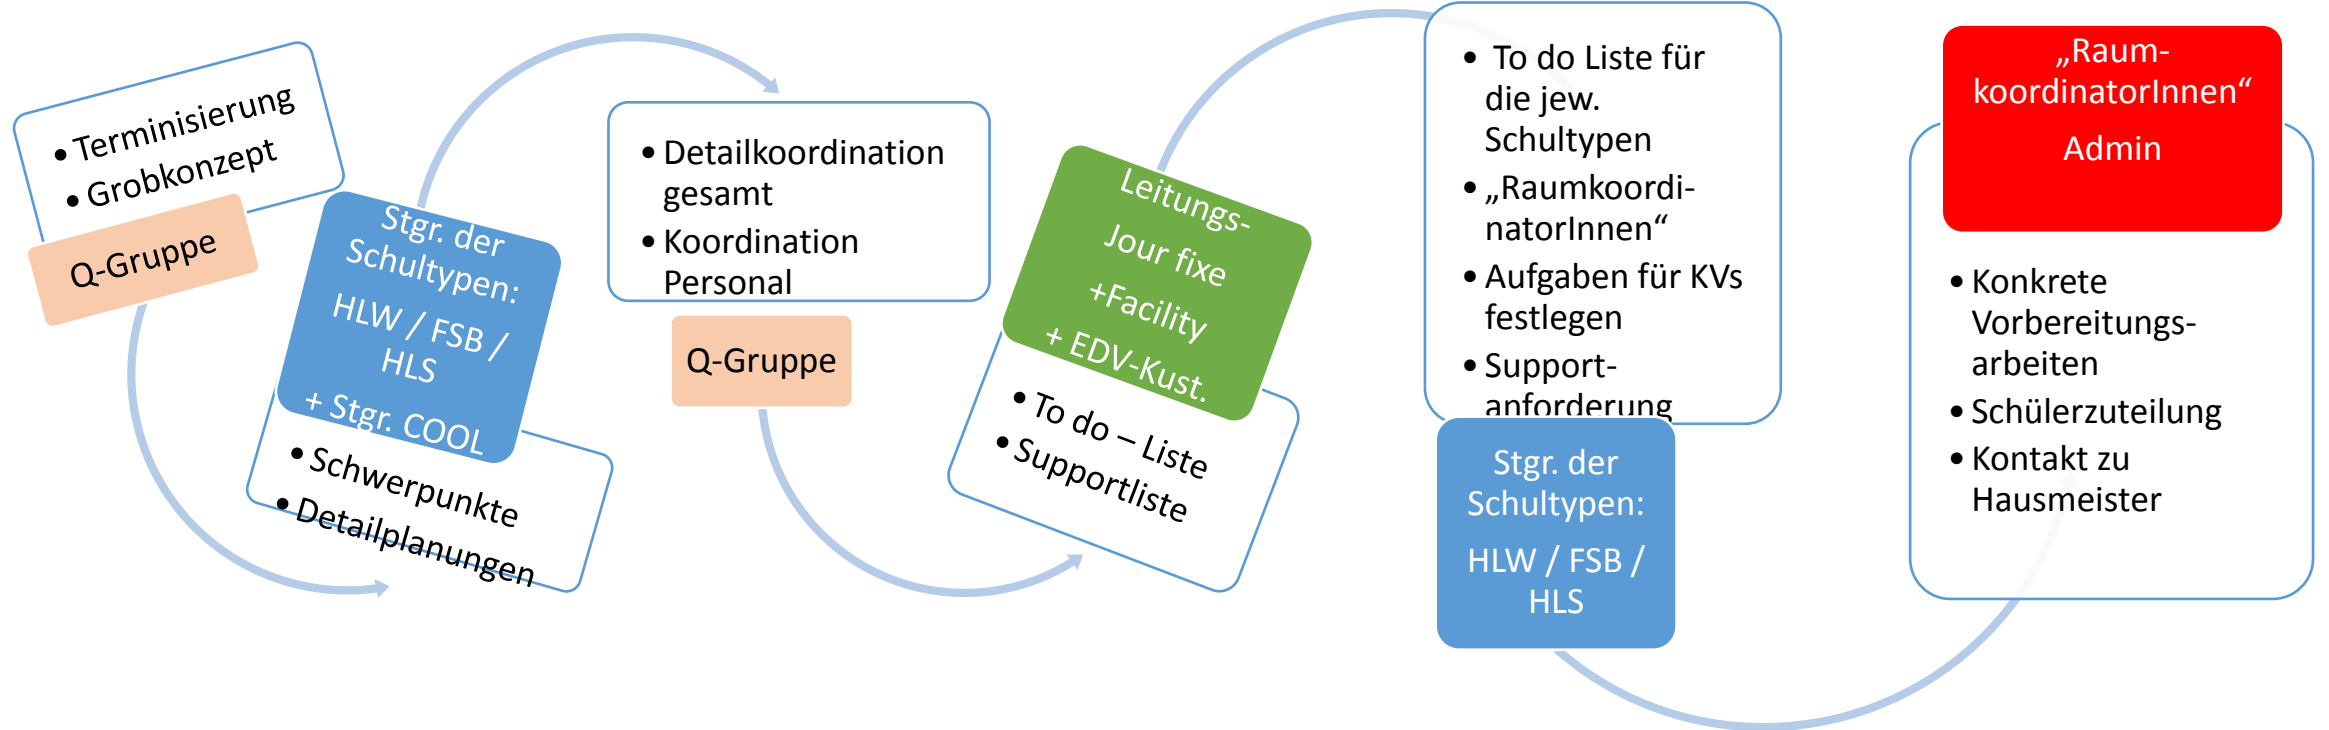 • Terminisierung
• Grobkonzept
Q-Gruppe
Stgr. der
Schultypen:
HLW / FSB /
HLS
+ Stgr. COOL
• Schwerpunkte
• Detailplanungen
• Detailkoordination
gesamt
• Koordination
Personal
Q-Gruppe
Leitungs-
Jour fixe
+Facility
+ EDV-Kust.
• To do – Liste
• Supportliste
• To do Liste für
die jew.
Schultypen
• „Raumkoordi-
natorInnen“
• Aufgaben für KVs
festlegen
• Support-
anforderung
Stgr. der
Schultypen:
HLW / FSB /
HLS
„Raum-
koordinatorInnen“
Admin
• Konkrete
Vorbereitungs-
arbeiten
• Schülerzuteilung
• Kontakt zu
Hausmeister